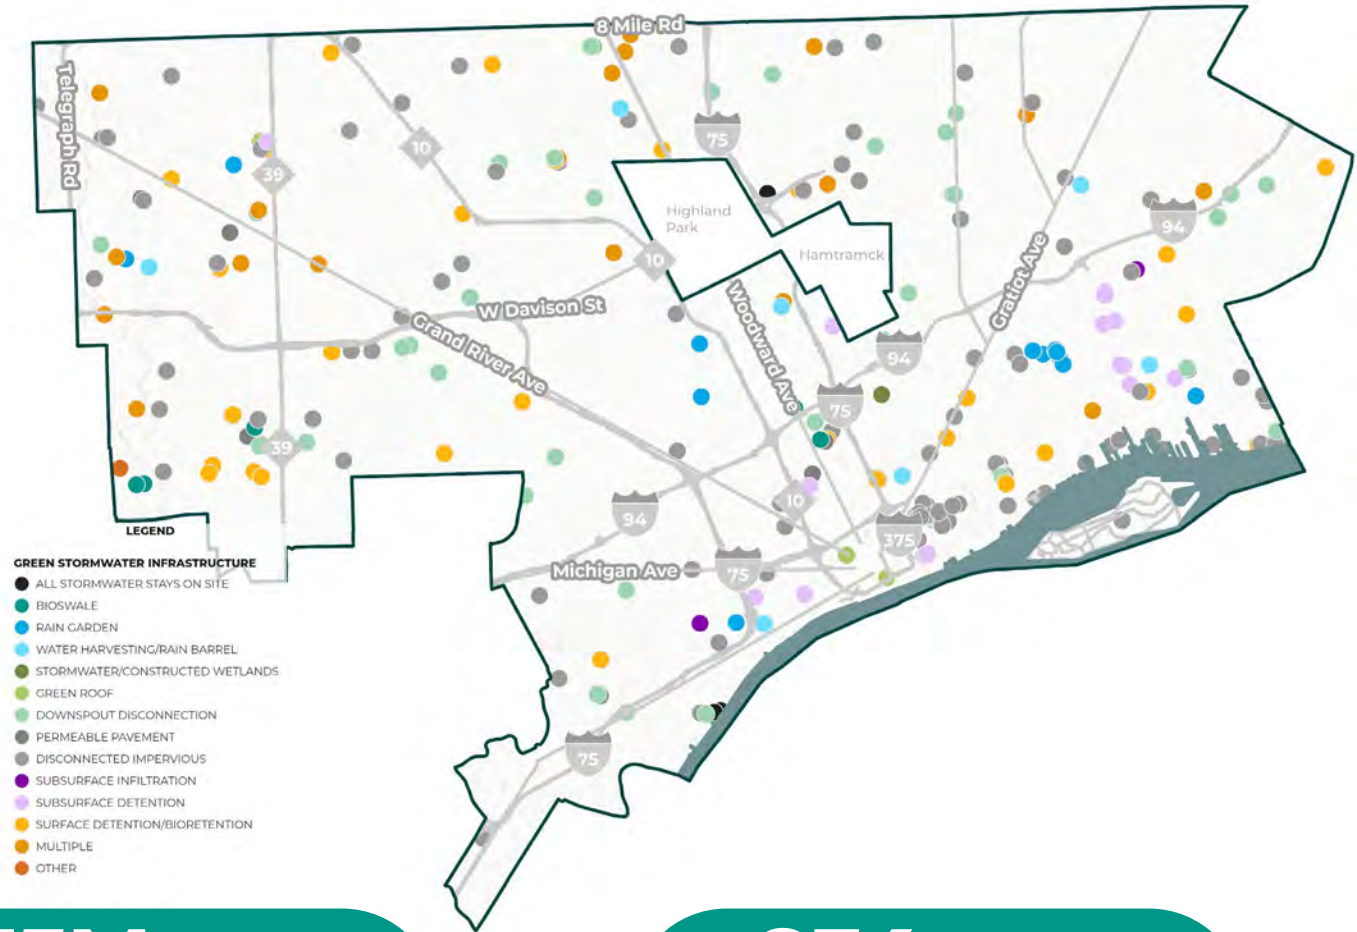 8 Mile Rd
Telegraph Rd
75
10
39
Highland
Park
94
10
Hamtramck
W Davison St
Grand River Ave
Woodward Ave
Gratiot Ave
94
75
39
10
94
375
Michigan Ave
75
75
LEGEND
GREEN STORMWATER INFRASTRUCTURE
ALL STORMWATER STAYS ON SITE
BIOSWALE
RAIN GARDEN
WATER HARVESTING/RAIN BARREL
STORMWATER/CONSTRUCTED WETLANDS
GREEN ROOF
DOWNSPOUT DISCONNECTION
PERMEABLE PAVEMENT
DISCONNECTED IMPERVIOUS
SUBSURFACE INFILTRATION
SUBSURFACE DETENTION
SURFACE DETENTION/BIORETENTION
MULTIPLE
OTHER